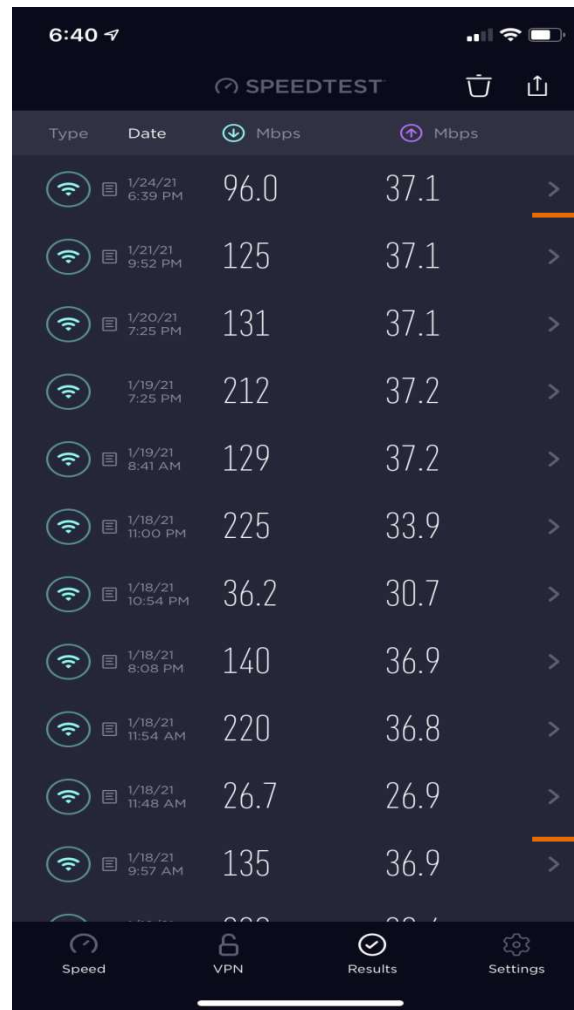 6:40
SPEEDTEST
Type Date Mbps Mbps
1/24/21
6:39 PM 96.0 37.1
1/21/21
9:52 PM 125 37.1
1/20/21
7:25 PM 131 37.1
1/19/21
7:25 PM 212 37.2
1/19/21
8:41 AM 129 37.2
1/18/21
11:00 PM 225 33.9
1/18/21
10:54 PM 36.2 30.7
1/18/21
8:08 PM 140 36.9
1/18/21
11:54 AM 220 36.8
1/18/21
11:48 AM 26.7 26.9
1/18/21
9:57 AM 135 36.9
Speed VPN Results Settings